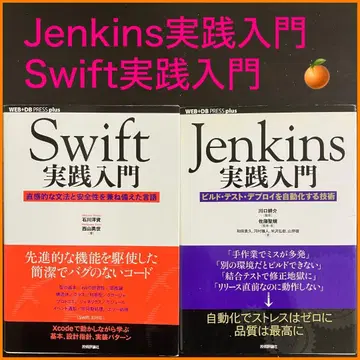 Jenkins実践入門
Swift実践入門
WEB+DB PRESS plus
Swift
実践入門
直感的な文法と安全性を兼ね備えた言語
石川洋資
西山勇世
先進的な機能を駆使した
簡潔でバグのないコード
Xcodeで動かしながら学ぶ
基本、設計指針、実装パターン
技術評論社
WEB+DB PRESS plus
Jenkins
実践入門
ビルド・テスト・デプロイを自動化する技術
川口耕介
佐藤聖規
「手作業でミスが多発」
「別の環境だとビルドできない」
「結合テストで修正地獄に」
「リリース直前なのに動作しない」
自動化でストレスはゼロに
品質は最高に
技術評論社